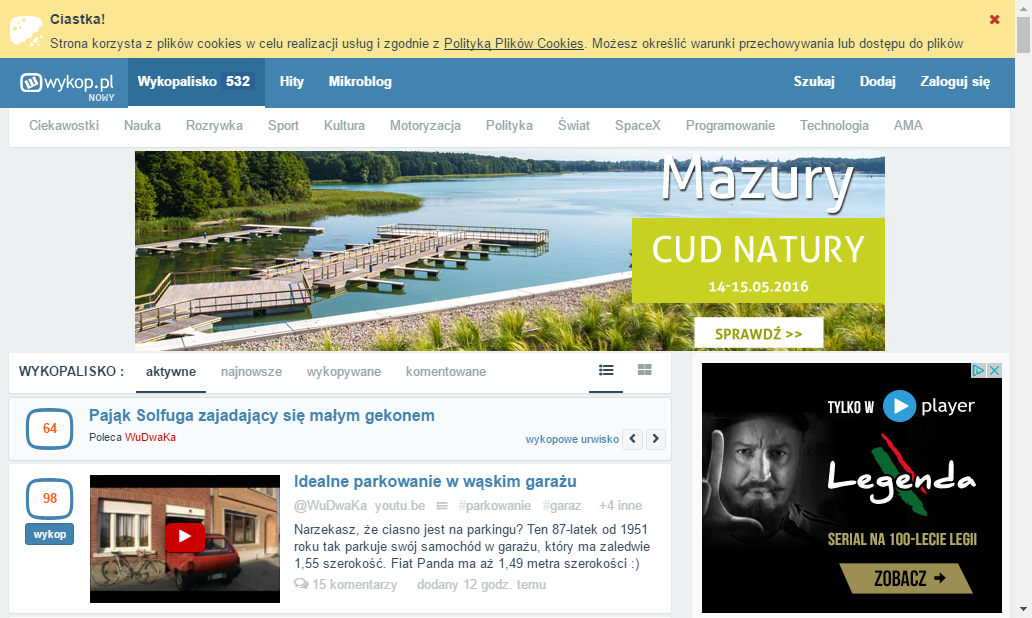 Ciastka!
Strona korzysta z plików cookies w celu realizacji usług i zgodnie z Polityką Plików Cookies. Możesz określić warunki przechowywania lub dostępu do plików
wykop.pl
NOWY
Wykopalisko 532 Hity Mikroblog Szukaj Dodaj Zaloguj się
Ciekawostki Nauka Rozrywka Sport Kultura Motoryzacja Polityka Świat SpaceX Programowanie Technologia AMA
Mazury
CUD NATURY
14-15.05.2016
SPRAWDŹ >>
WYKOPALISKO : aktywne najnowsze wykopywane komentowane
64
Pająk Solfuga zajadający się małym gekonem
Poleca WuDwaKa
wykopowe urwisko
98
wykop
Idealne parkowanie w wąskim garażu
@WuDwaKa youtu.be #parkowanie #garaz +4 inne
Narzekasz, że ciasno jest na parkingu? Ten 87-latek od 1951
roku tak parkuje swój samochód w garażu, który ma zaledwie
1,55 szerokość. Fiat Panda ma aż 1,49 metra szerokości :)
15 komentarzy dodany 12 godz. temu
TYLKO W player
Legenda
SERIAL NA 100-LECIE LEGII
ZOBACZ